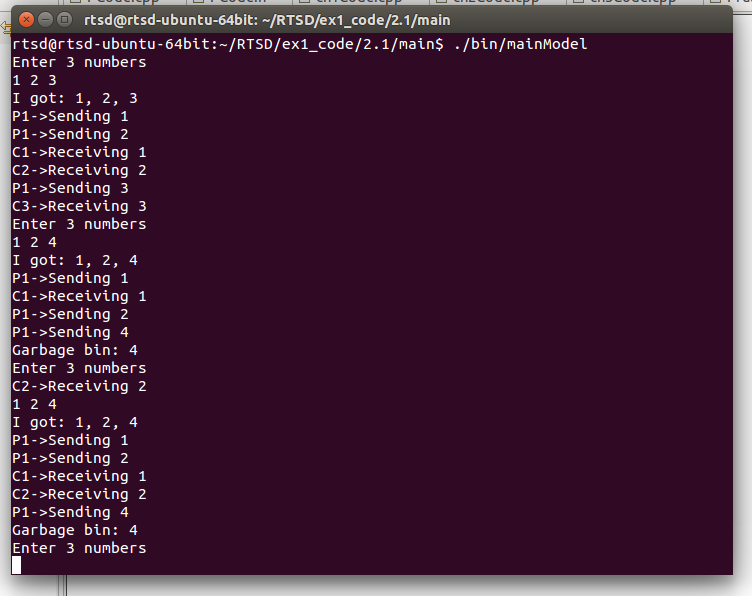 rtsd@rtsd-ubuntu-64bit: ~/RTSD/ex1_code/2.1/main
rtsd@rtsd-ubuntu-64bit:~/RTSD/ex1_code/2.1/main$ ./bin/mainModel
Enter 3 numbers
1 2 3
I got: 1, 2, 3
P1->Sending 1
P1->Sending 2
C1->Receiving 1
C2->Receiving 2
P1->Sending 3
C3->Receiving 3
Enter 3 numbers
1 2 4
I got: 1, 2, 4
P1->Sending 1
C1->Receiving 1
P1->Sending 2
P1->Sending 4
Garbage bin: 4
Enter 3 numbers
C2->Receiving 2
1 2 4
I got: 1, 2, 4
P1->Sending 1
P1->Sending 2
C1->Receiving 1
C2->Receiving 2
P1->Sending 4
Garbage bin: 4
Enter 3 numbers